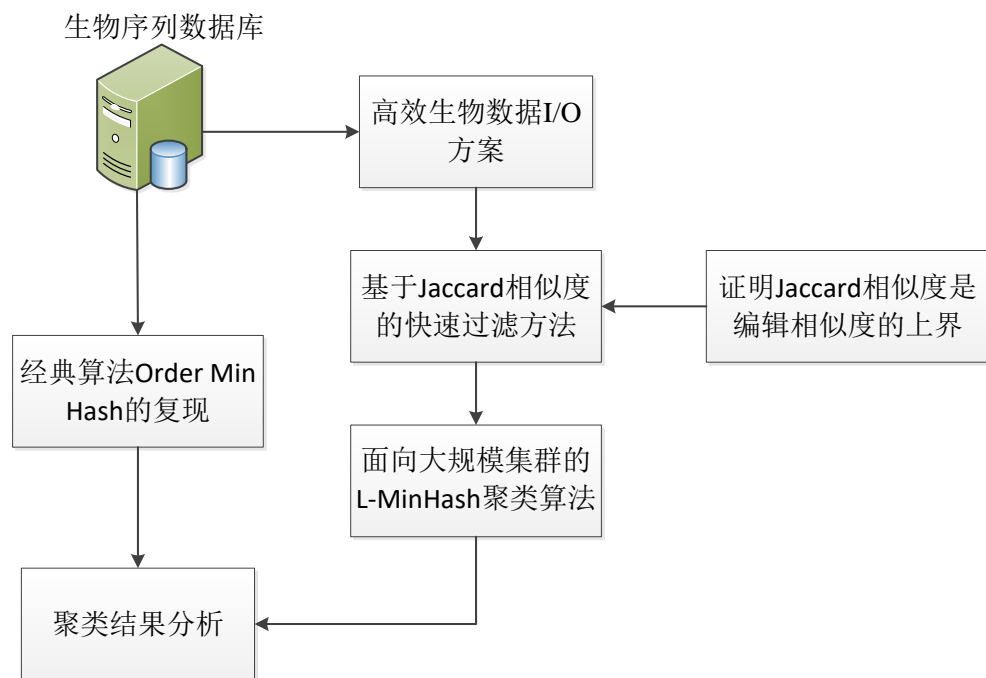 生物序列数据库
高效生物数据I/O
方案
基于Jaccard相似度
的快速过滤方法
证明Jaccard相似度是
编辑相似度的上界
经典算法Order Min
Hash的复现
面向大规模集群的
L-MinHash聚类算法
聚类结果分析